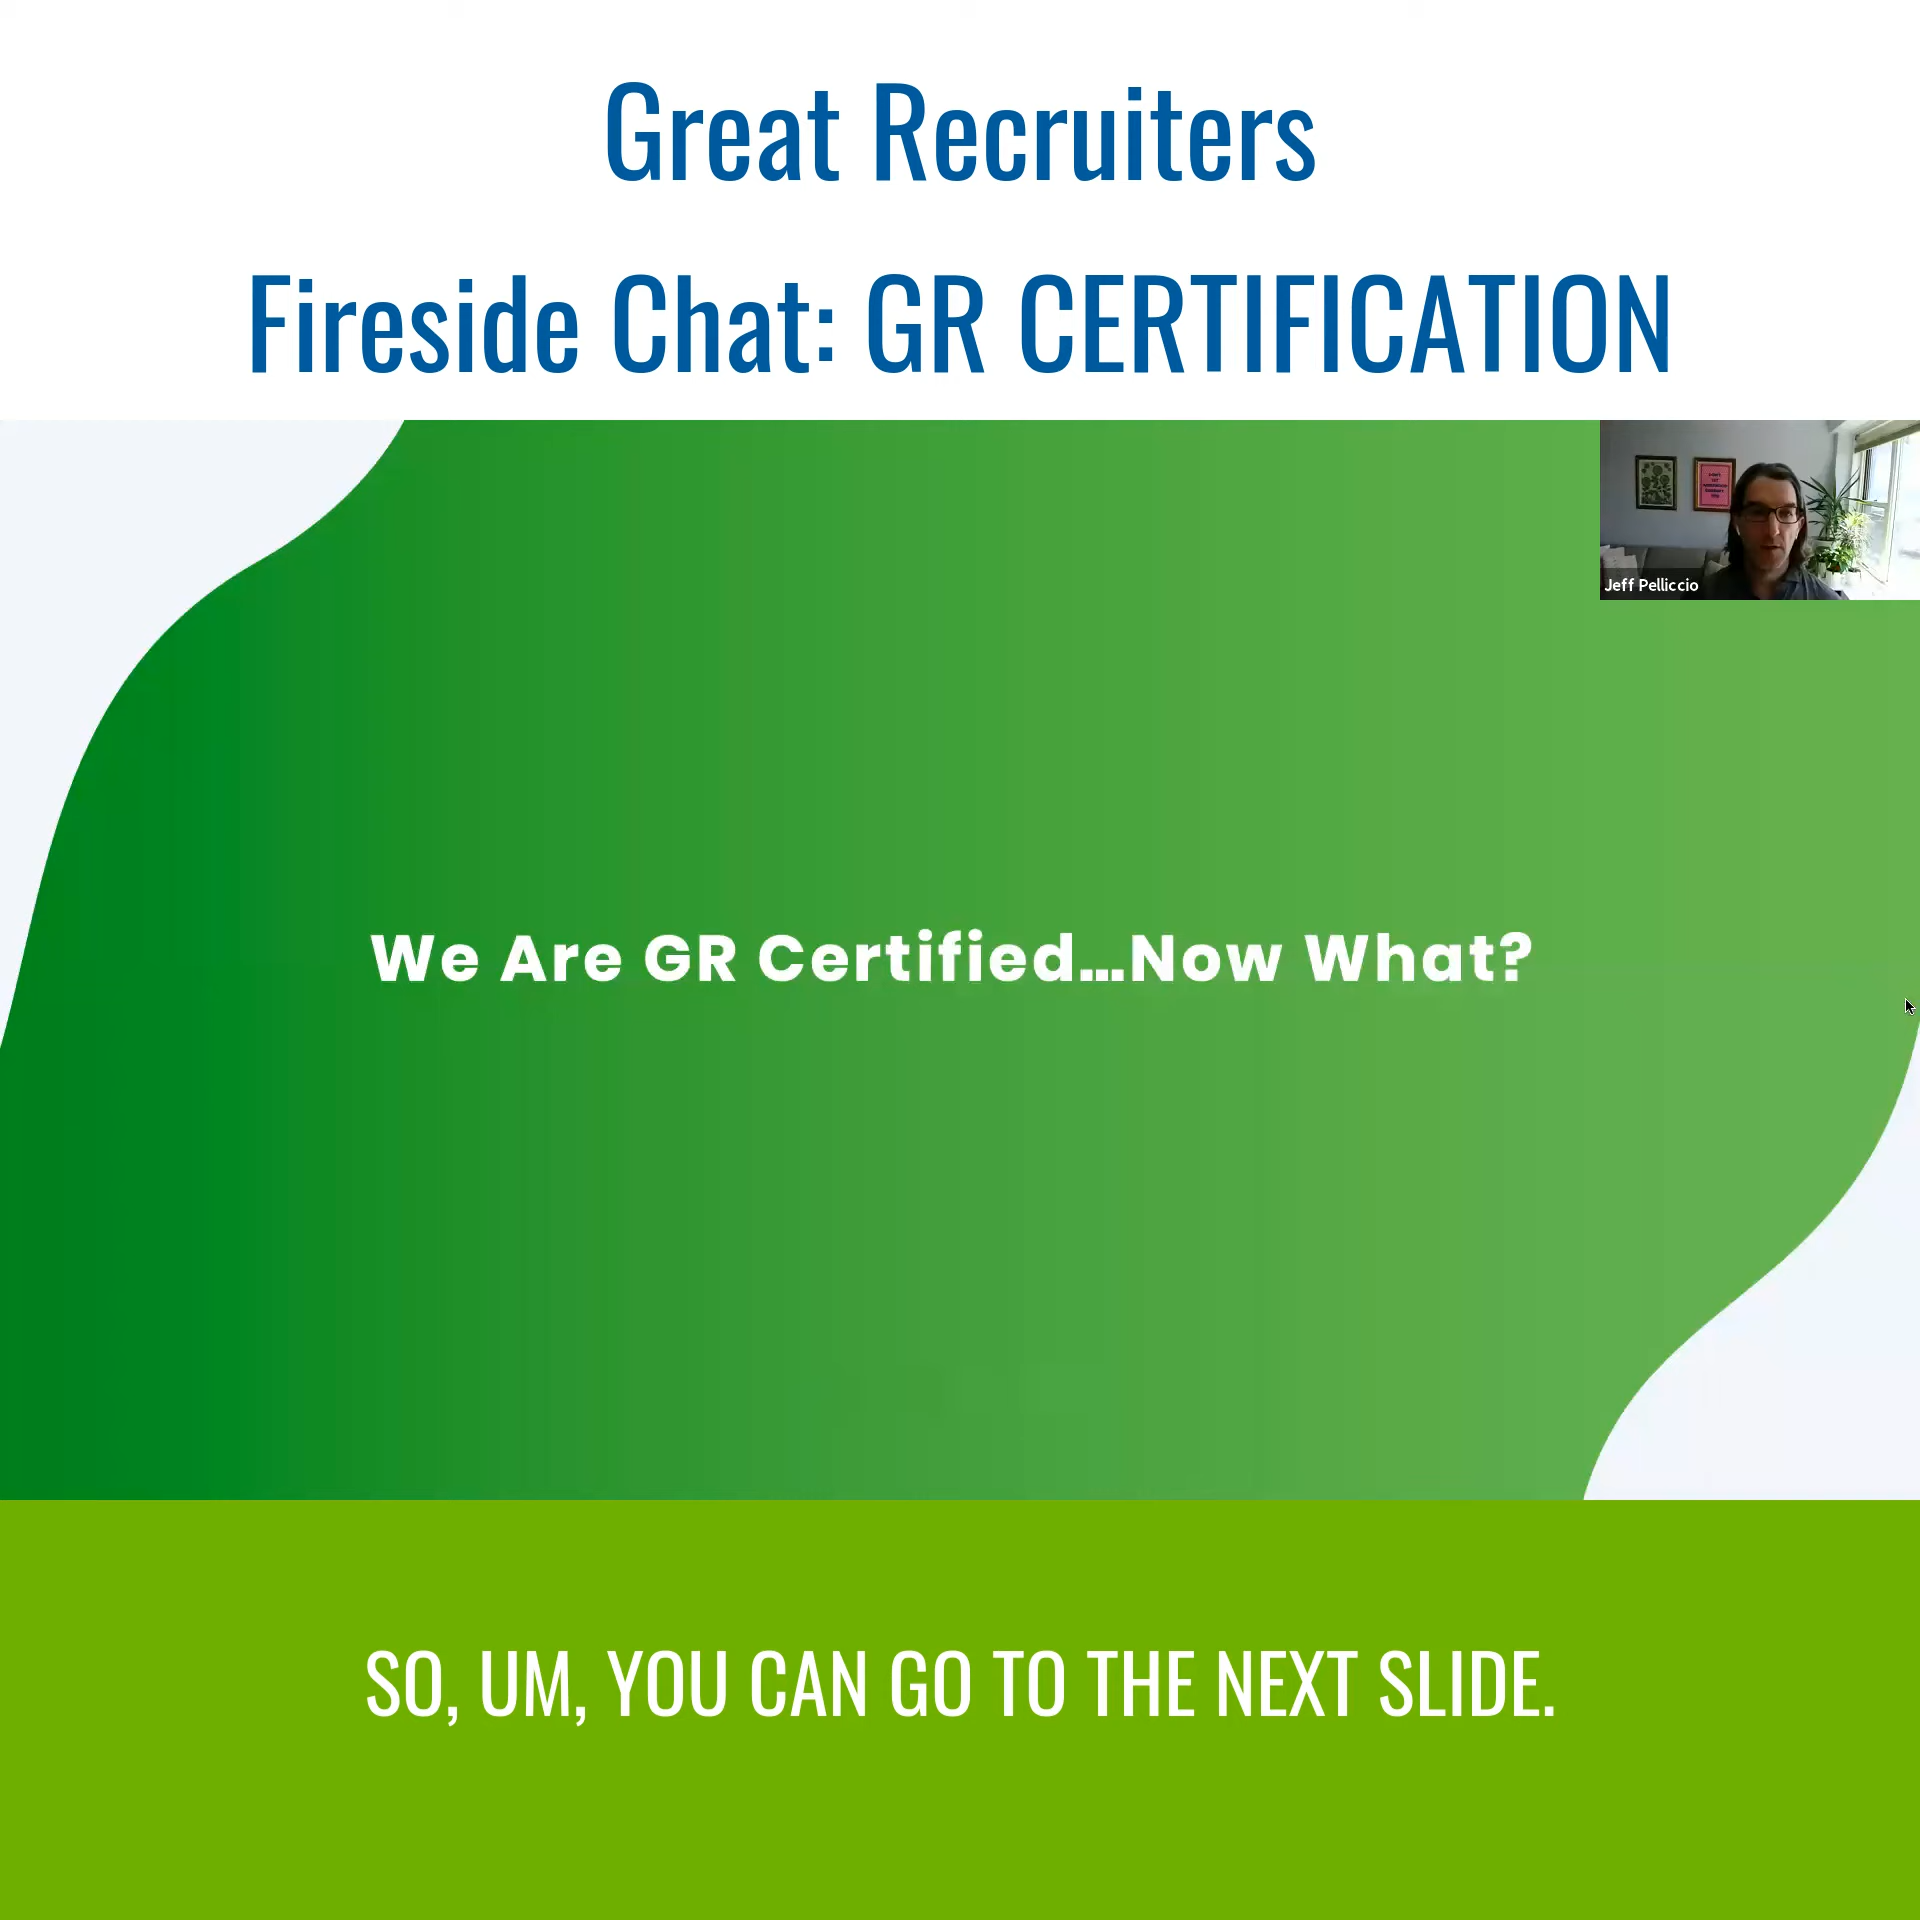 Great Recruiters
Fireside Chat: GR CERTIFICATION
Jeff Pelliccio
We Are GR Certified...Now What?
SO, UM, YOU CAN GO TO THE NEXT SLIDE.